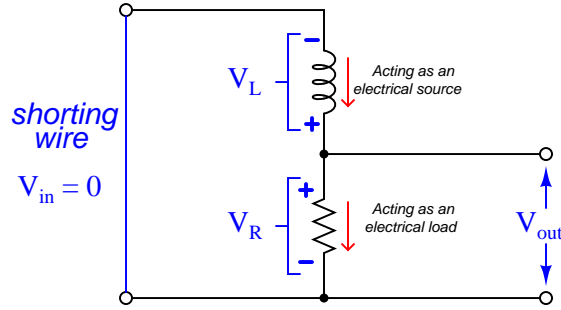 −
V_L
+
Acting as an
electrical source
shorting
wire
V_in = 0
+
V_R
−
Acting as an
electrical load
V_out